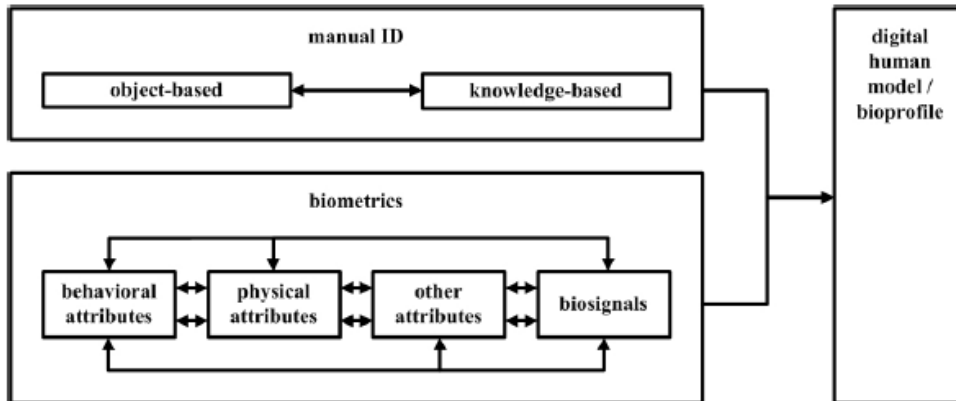 manual ID
object-based
knowledge-based
digital
human
model /
bioprofile
biometrics
behavioral
attributes
physical
attributes
other
attributes
biosignals